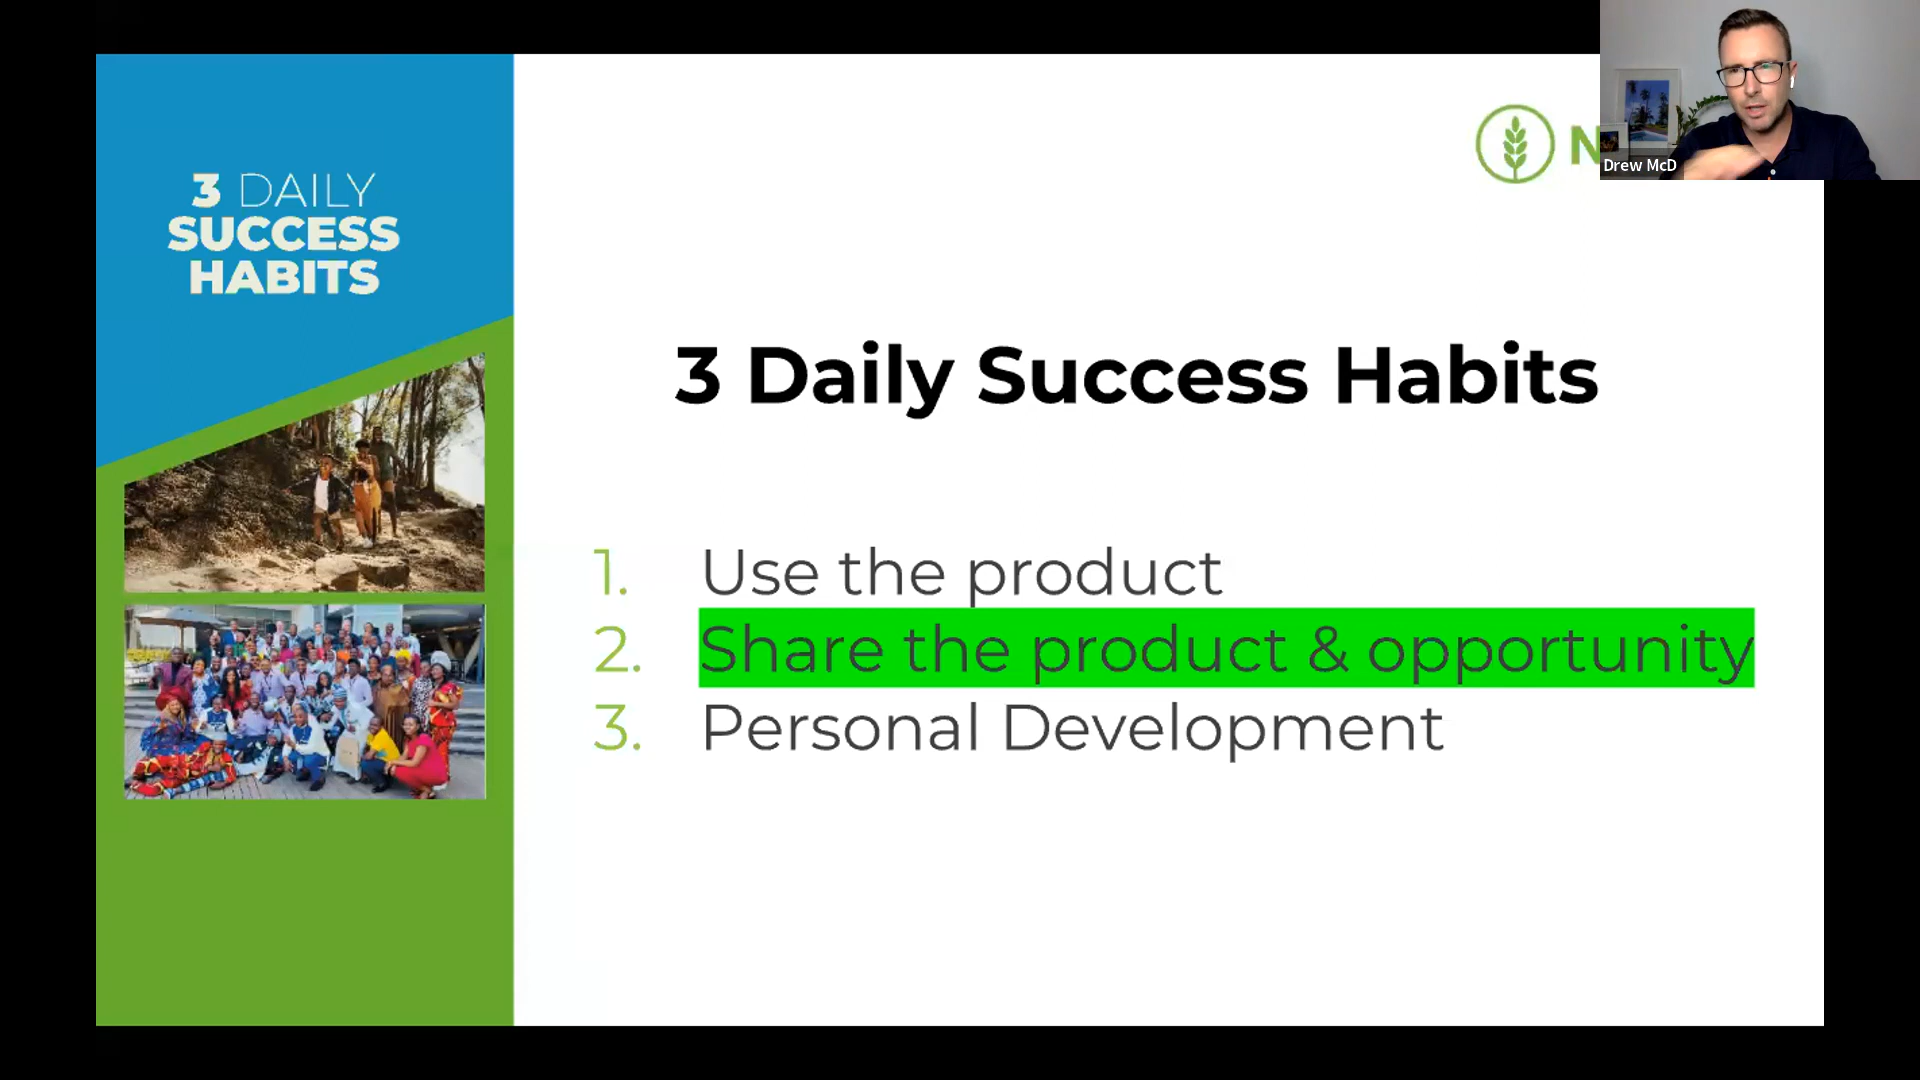 3 DAILY
SUCCESS
HABITS
N
Drew McD
3 Daily Success Habits
1. Use the product
2. Share the product & opportunity
3. Personal Development